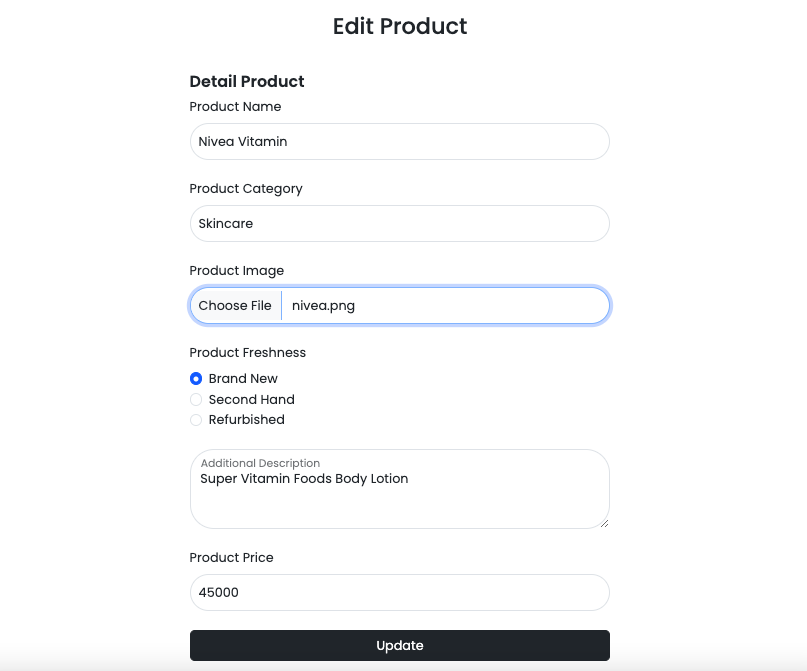 Edit Product
Detail Product
Product Name
Nivea Vitamin
Product Category
Skincare
Product Image
Choose File nivea.png
Product Freshness
Brand New
Second Hand
Refurbished
Additional Description
Super Vitamin Foods Body Lotion
Product Price
45000
Update